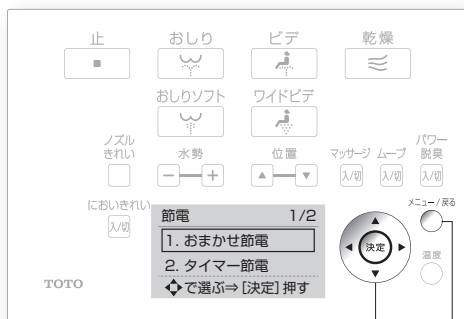 止 おしり ビデ 乾燥
おしりソフト ワイドビデ
ノズル
きれい
水勢 位置 マッサージ ムーブ パワー
脱臭
入/切 入/切 入/切
においきれい
入/切
メニュー/戻る
節電 1/2
1. おまかせ節電
2. タイマー節電
で選ぶ⇒[決定]押す
決定
温度
TOTO